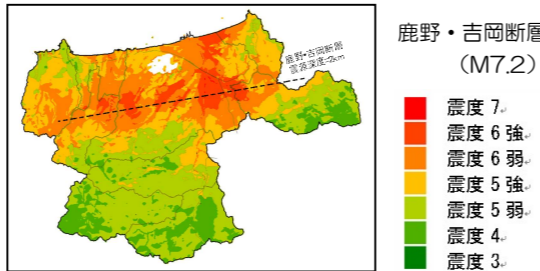 鹿野・吉岡断層
震源深度=2km
鹿野・吉岡断層
（M7.2）
震度 7
震度 6 強
震度 6 弱
震度 5 強
震度 5 弱
震度 4
震度 3